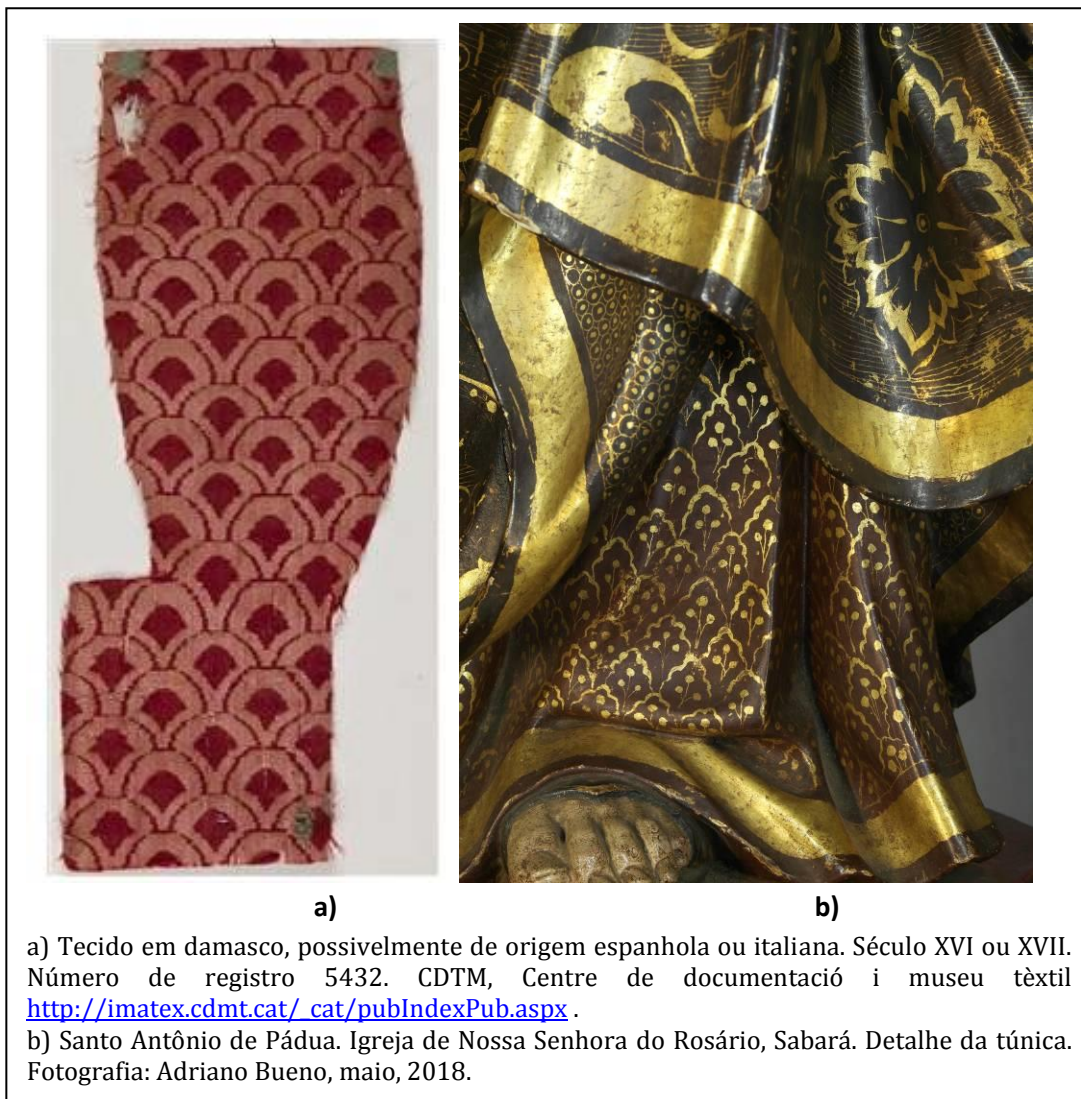 a)
b)
a) Tecido em damasco, possivelmente de origem espanhola ou italiana. Século XVI ou XVII.
Número de registro 5432. CDTM, Centre de documentació i museu tèxtil
http://imatex.cdmt.cat/_cat/pubIndexPub.aspx .
b) Santo Antônio de Pádua. Igreja de Nossa Senhora do Rosário, Sabará. Detalhe da túnica.
Fotografia: Adriano Bueno, maio, 2018.